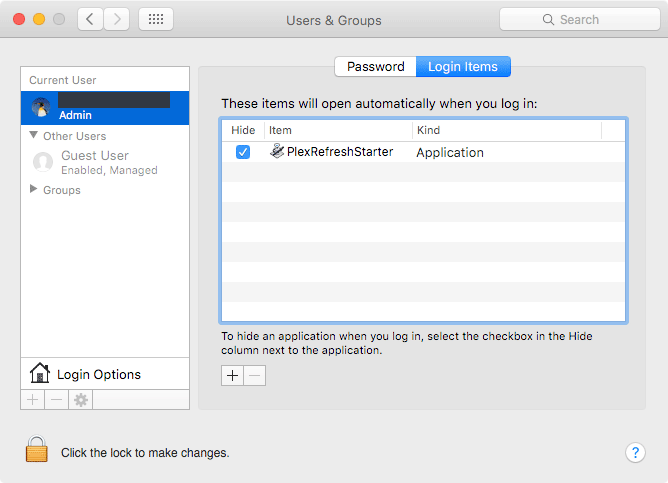 Users & Groups
Search
Password
Login Items
Current User
Admin
Other Users
Guest User
Enabled, Managed
Groups
Login Options
These items will open automatically when you log in:
Hide
Item
Kind
PlexRefreshStarter
Application
To hide an application when you log in, select the checkbox in the Hide
column next to the application.
Click the lock to make changes.
?